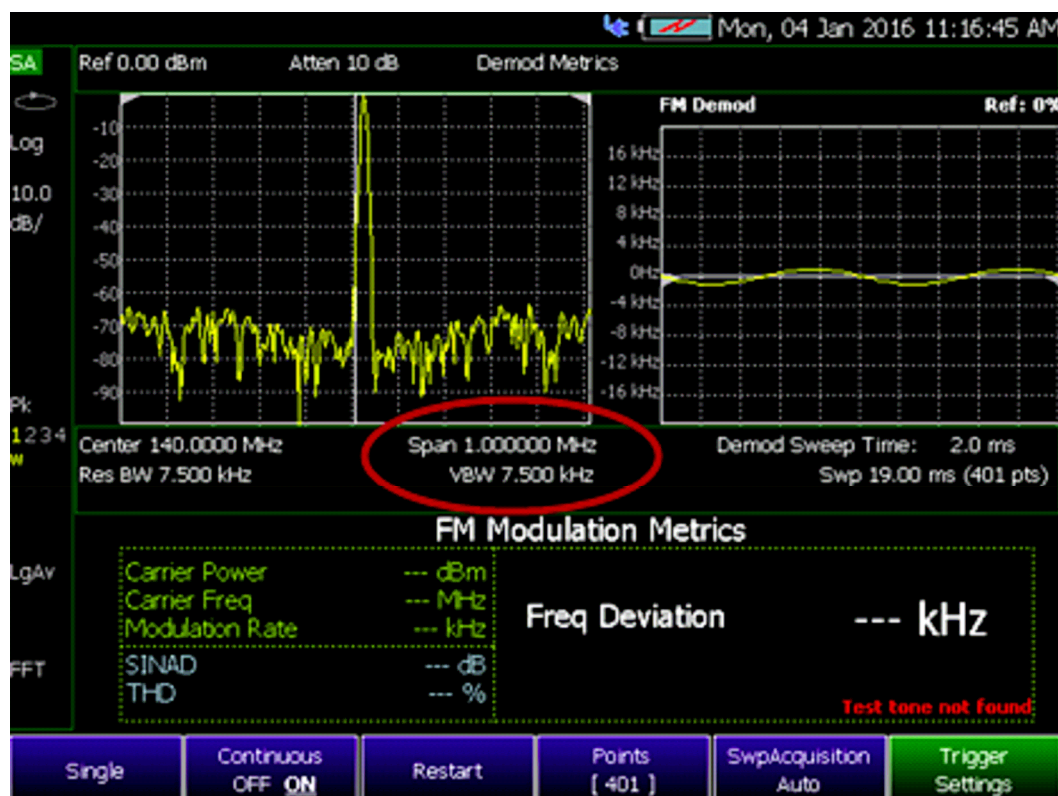 Mon, 04 Jan 2016 11:16:45 AM
SA
Ref 0.00 dBm Atten 10 dB Demod Metrics
Log
10.0
dB/
-10
-20
-30
-40
-50
-60
-70
-80
-90
FM Demod Ref: 0%
16 kHz
12 kHz
8 kHz
4 kHz
0Hz
-4 kHz
-8 kHz
-12 kHz
-16 kHz
Pk
1234
W
Center 140.0000 MHz Span 1.000000 MHz Demod Sweep Time: 2.0 ms
Res BW 7.500 kHz VBW 7.500 kHz Swp 19.00 ms (401 pts)
FM Modulation Metrics
LgAv
Carrier Power --- dBm
Carrier Freq --- MHz
Modulation Rate --- kHz
SINAD --- dB
THD --- %
Freq Deviation --- kHz
FFT
Test tone not found
Single
Continuous
OFF ON
Restart
Points
[ 401 ]
SwpAcquisition
Auto
Trigger
Settings